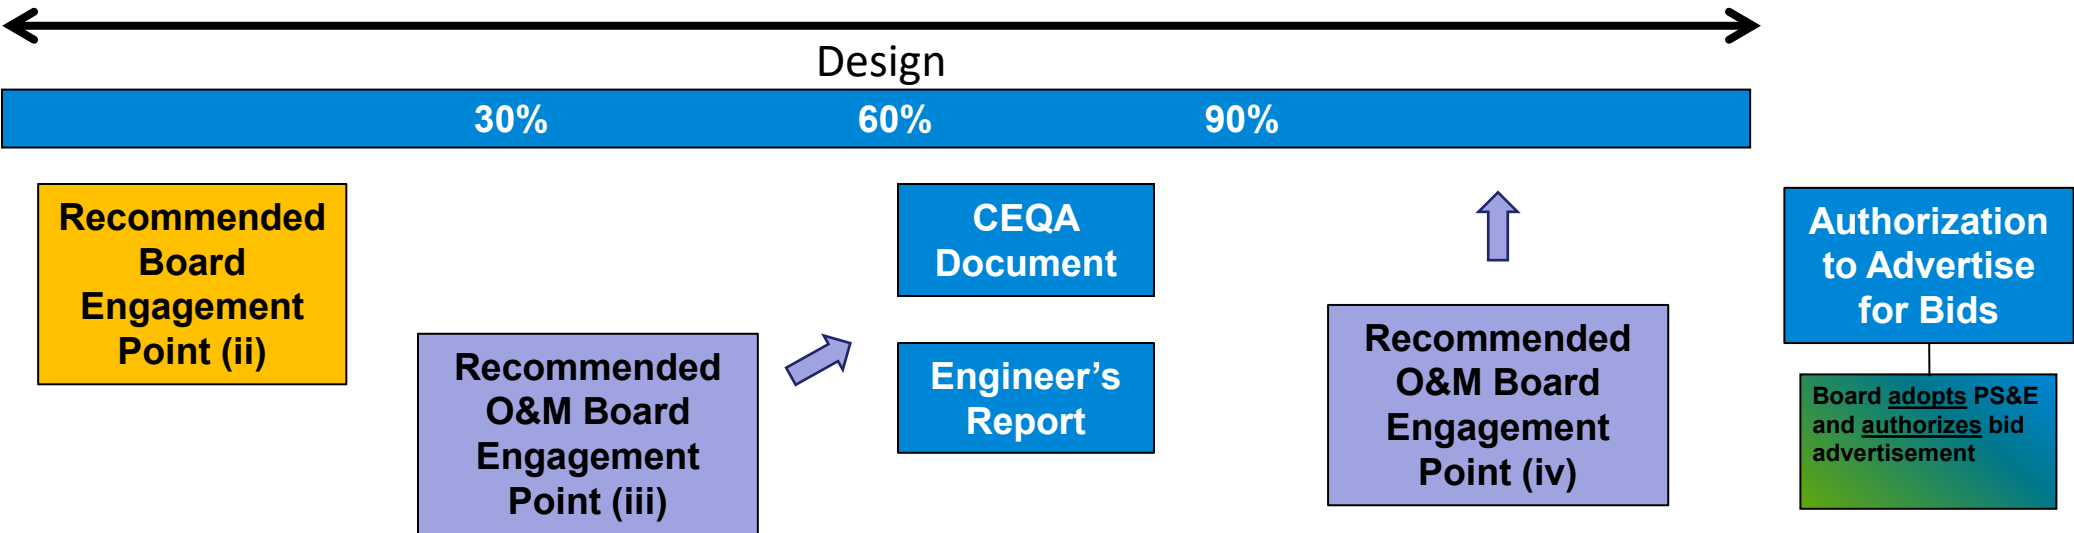 Design
30% 60% 90%
Recommended
Board
Engagement
Point (ii)
Recommended
O&M Board
Engagement
Point (iii)
CEQA
Document
Engineer’s
Report
Recommended
O&M Board
Engagement
Point (iv)
Authorization
to Advertise
for Bids
Board adopts PS&E
and authorizes bid
advertisement